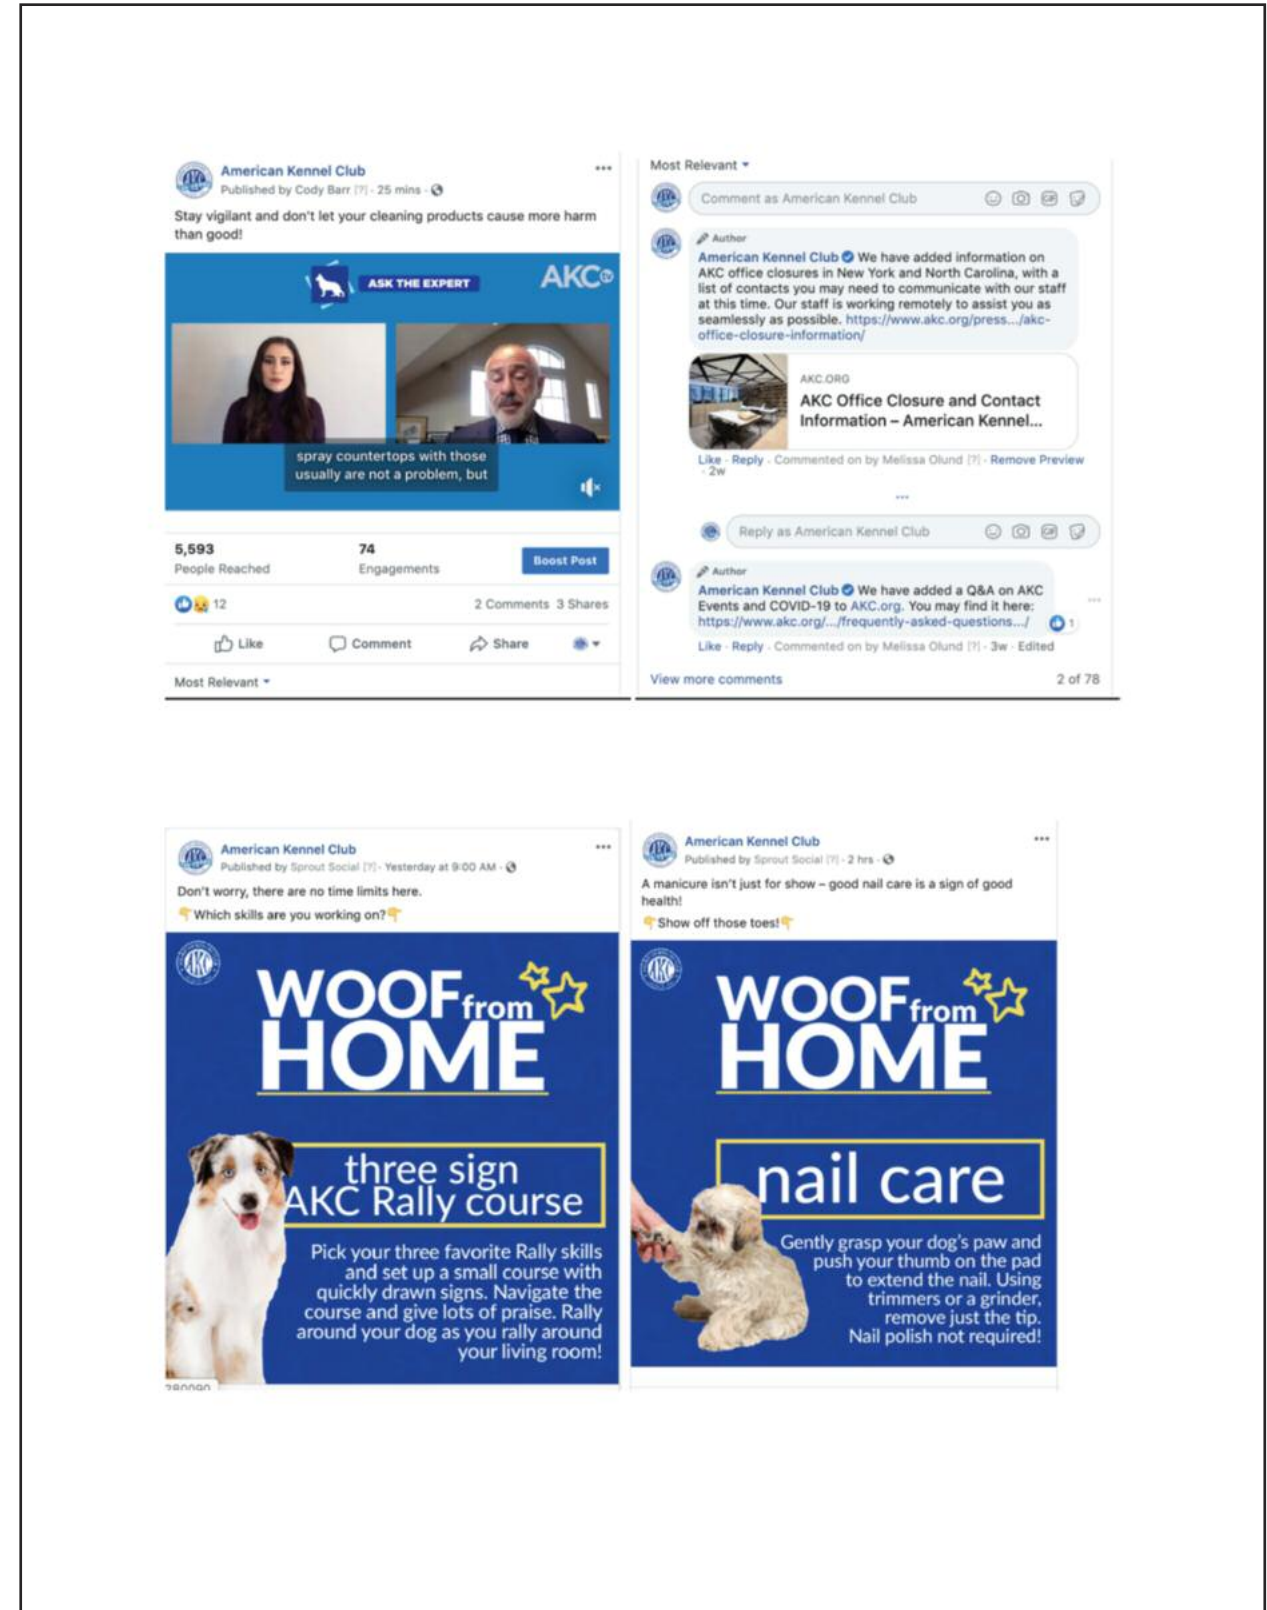 American Kennel Club
Published by Cody Barr [?] · 25 mins ·
Stay vigilant and don't let your cleaning products cause more harm
than good!
ASK THE EXPERT
AKC TV
spray countertops with those
usually are not a problem, but
5,593
People Reached
74
Engagements
Boost Post
12
2 Comments 3 Shares
Like
Comment
Share
Most Relevant
Most Relevant
Comment as American Kennel Club
GIF
Author
American Kennel Club We have added information on
AKC office closures in New York and North Carolina, with a
list of contacts you may need to communicate with our staff
at this time. Our staff is working remotely to assist you as
seamlessly as possible. https://www.akc.org/press.../akc-
office-closure-information/
AKC.ORG
AKC Office Closure and Contact
Information – American Kennel...
Like · Reply · Commented on by Melissa Olund [?] · Remove Preview
· 2w
Reply as American Kennel Club
GIF
Author
American Kennel Club We have added a Q&A on AKC
Events and COVID-19 to AKC.org. You may find it here:
https://www.akc.org/.../frequently-asked-questions.../
1
Like · Reply · Commented on by Melissa Olund [?] · 3w · Edited
View more comments
2 of 78
American Kennel Club
Published by Sprout Social [?] · Yesterday at 9:00 AM ·
Don't worry, there are no time limits here.
👇Which skills are you working on?👇
AKC
WOOF from
HOME
three sign
AKC Rally course
Pick your three favorite Rally skills
and set up a small course with
quickly drawn signs. Navigate the
course and give lots of praise. Rally
around your dog as you rally around
your living room!
280090
American Kennel Club
Published by Sprout Social [?] · 2 hrs ·
A manicure isn't just for show – good nail care is a sign of good
health!
👇Show off those toes!👇
AKC
WOOF from
HOME
nail care
Gently grasp your dog's paw and
push your thumb on the pad
to extend the nail. Using
trimmers or a grinder,
remove just the tip.
Nail polish not required!